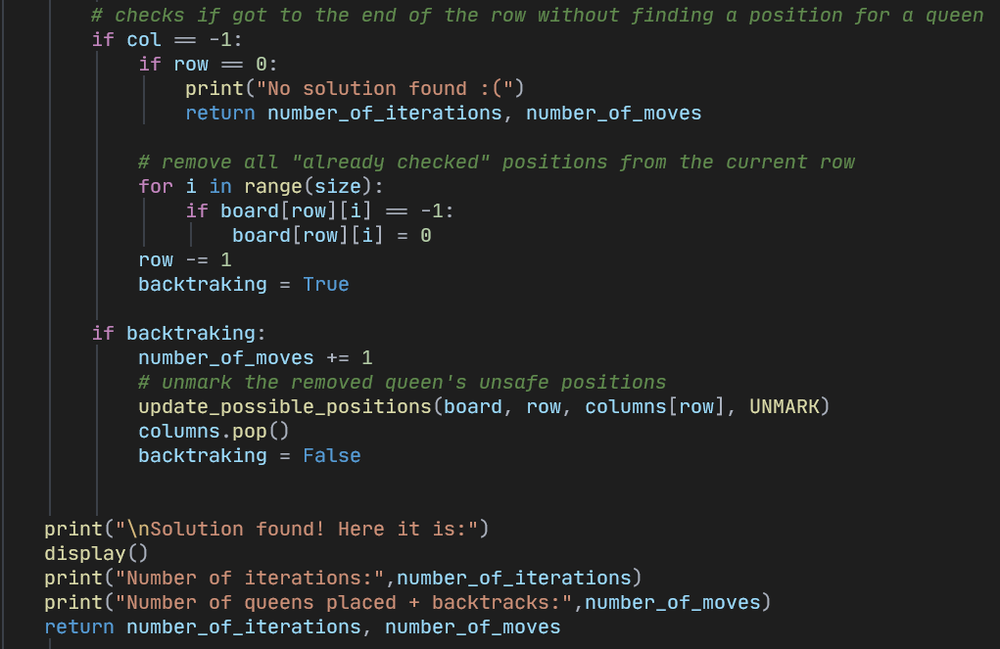 # checks if got to the end of the row without finding a position for a queen
if col == -1:
if row == 0:
print("No solution found :(")
return number_of_iterations, number_of_moves
# remove all "already checked" positions from the current row
for i in range(size):
if board[row][i] == -1:
board[row][i] = 0
row -= 1
backtraking = True
if backtraking:
number_of_moves += 1
# unmark the removed queen's unsafe positions
update_possible_positions(board, row, columns[row], UNMARK)
columns.pop()
backtraking = False
print("\nSolution found! Here it is:")
display()
print("Number of iterations:",number_of_iterations)
print("Number of queens placed + backtracks:",number_of_moves)
return number_of_iterations, number_of_moves